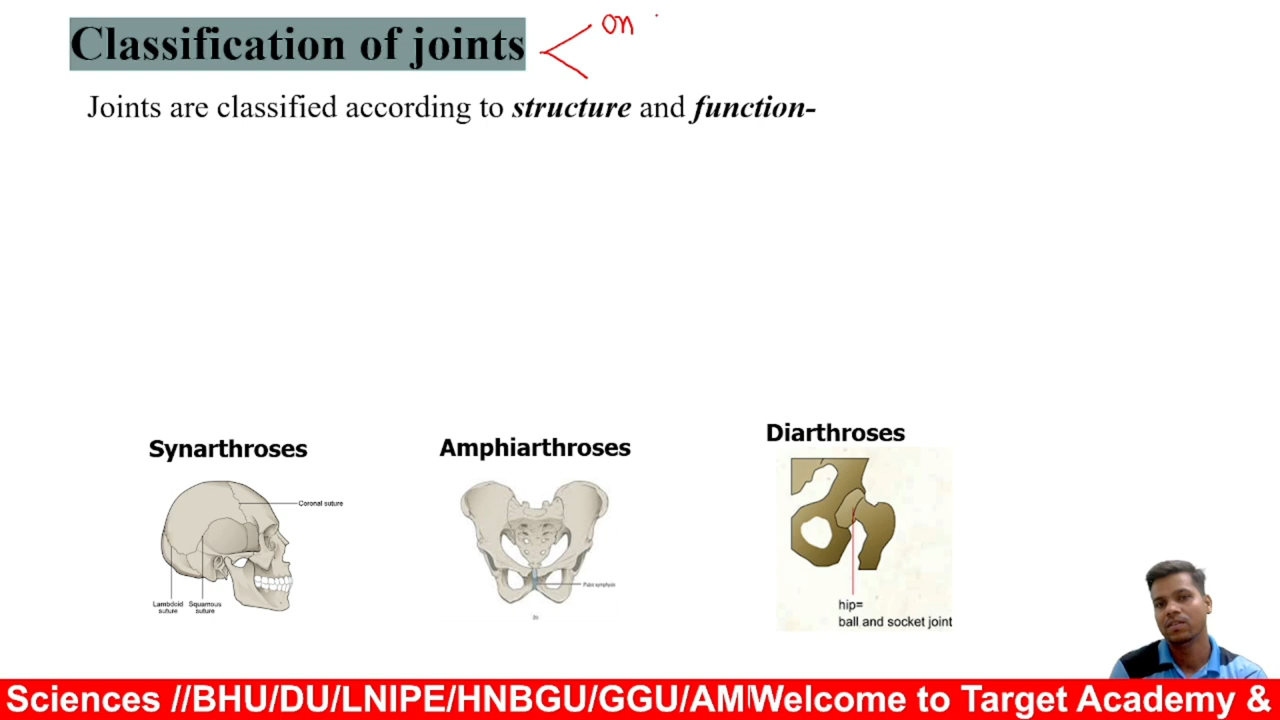 Classification of joints
on
Joints are classified according to structure and function-
Synarthroses
Amphiarthroses
Diarthroses
Coronal suture
Lambdoid suture
Squamous suture
Pubic symphysis
(b)
hip=
ball and socket joint
Sciences //BHU/DU/LNIPE/HNBGU/GGU/AM
Welcome to Target Academy &